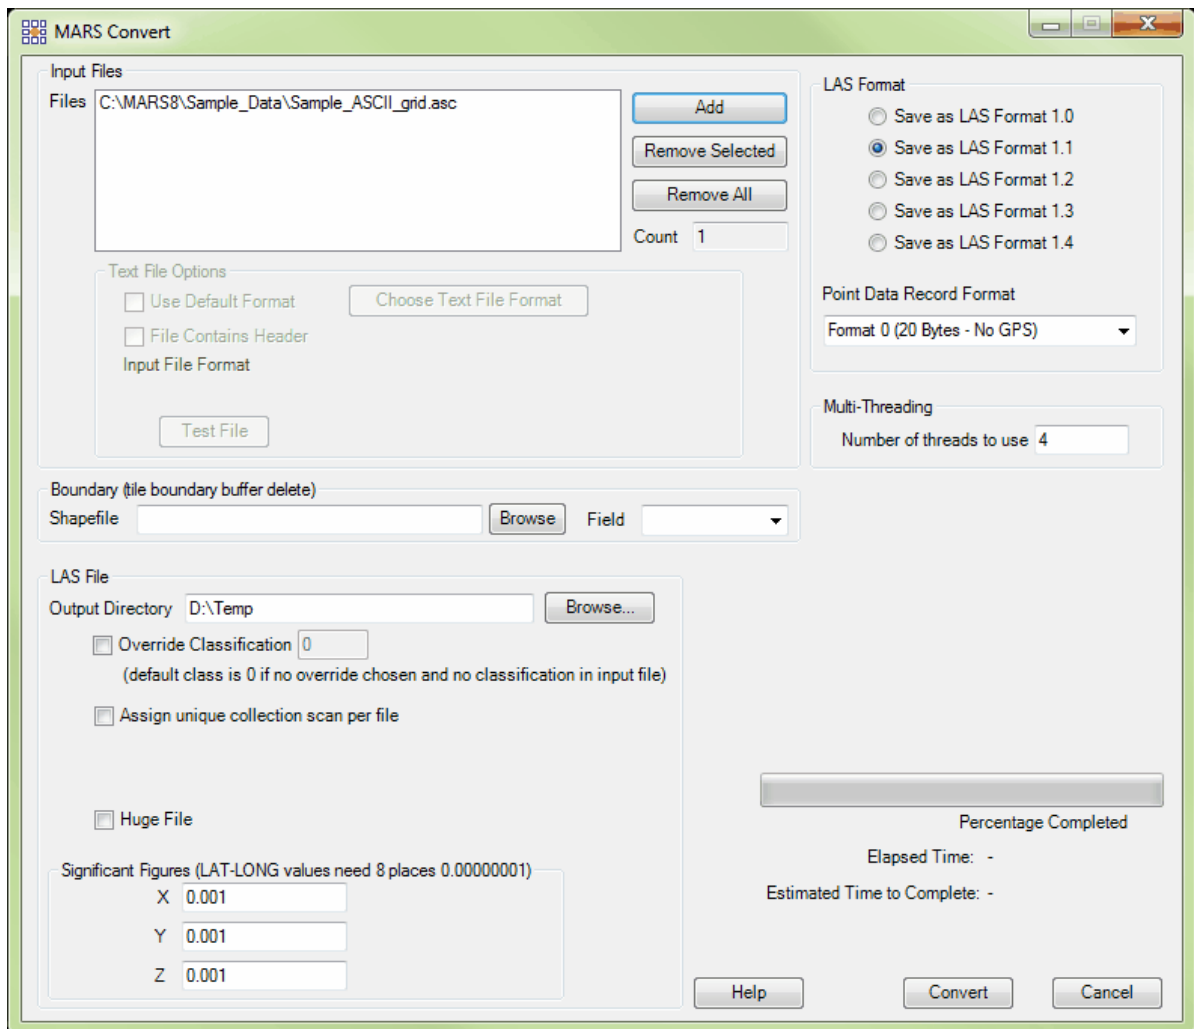 MARS Convert
Input Files
Files C:\MARS8\Sample_Data\Sample_ASCII_grid.asc
Add
Remove Selected
Remove All
Count 1
Text File Options
Use Default Format Choose Text File Format
File Contains Header
Input File Format
Test File
LAS Format
Save as LAS Format 1.0
Save as LAS Format 1.1
Save as LAS Format 1.2
Save as LAS Format 1.3
Save as LAS Format 1.4
Point Data Record Format
Format 0 (20 Bytes - No GPS)
Multi-Threading
Number of threads to use 4
Boundary (tile boundary buffer delete)
Shapefile Browse Field
LAS File
Output Directory D:\Temp Browse...
Override Classification 0
(default class is 0 if no override chosen and no classification in input file)
Assign unique collection scan per file
Huge File
Significant Figures (LAT-LONG values need 8 places 0.00000001)
X 0.001
Y 0.001
Z 0.001
Percentage Completed
Elapsed Time: -
Estimated Time to Complete: -
Help Convert Cancel